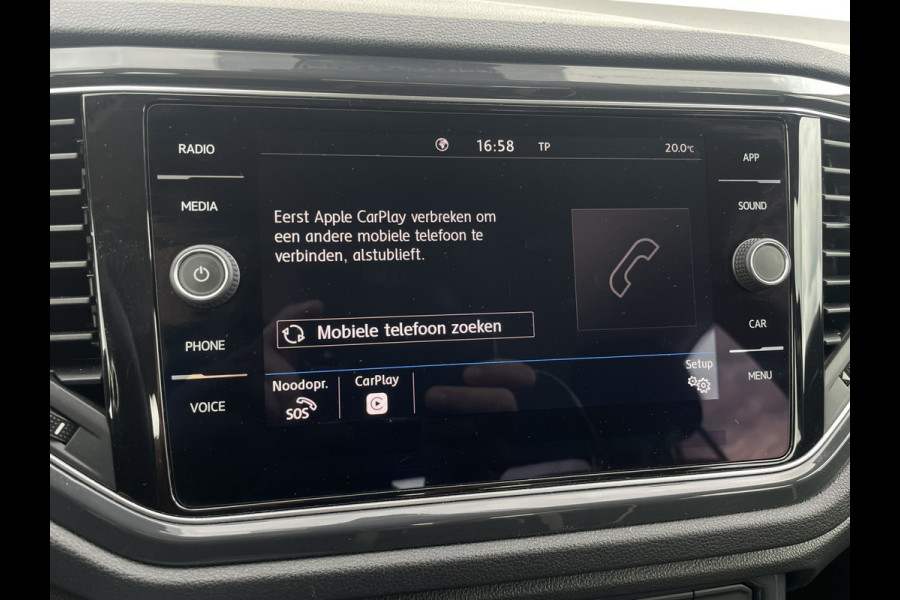 RADIO
MEDIA
PHONE
VOICE
16:58 TP 20.0°C
Eerst Apple CarPlay verbreken om
een andere mobiele telefoon te
verbinden, alstublieft.
Mobiele telefoon zoeken
Noodopr.
SOS
CarPlay
Setup
APP
SOUND
CAR
MENU